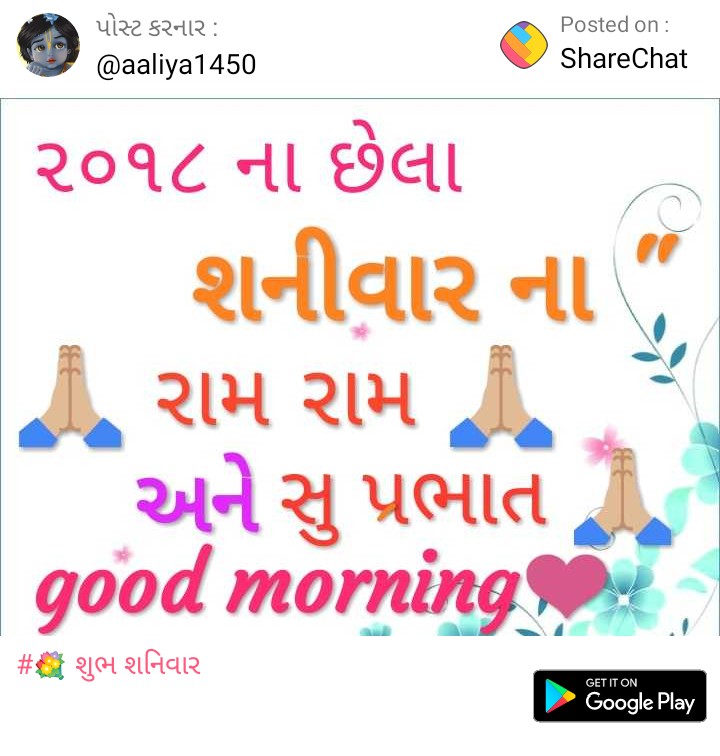 પોસ્ટ કરનાર :
@aaliya1450
Posted on :
ShareChat
૨૦૧૮ ના છેલા
શનીવાર ના "
રામ રામ
અને સુ પ્રભાત
good morning
#💐 શુભ શનિવાર
GET IT ON
Google Play